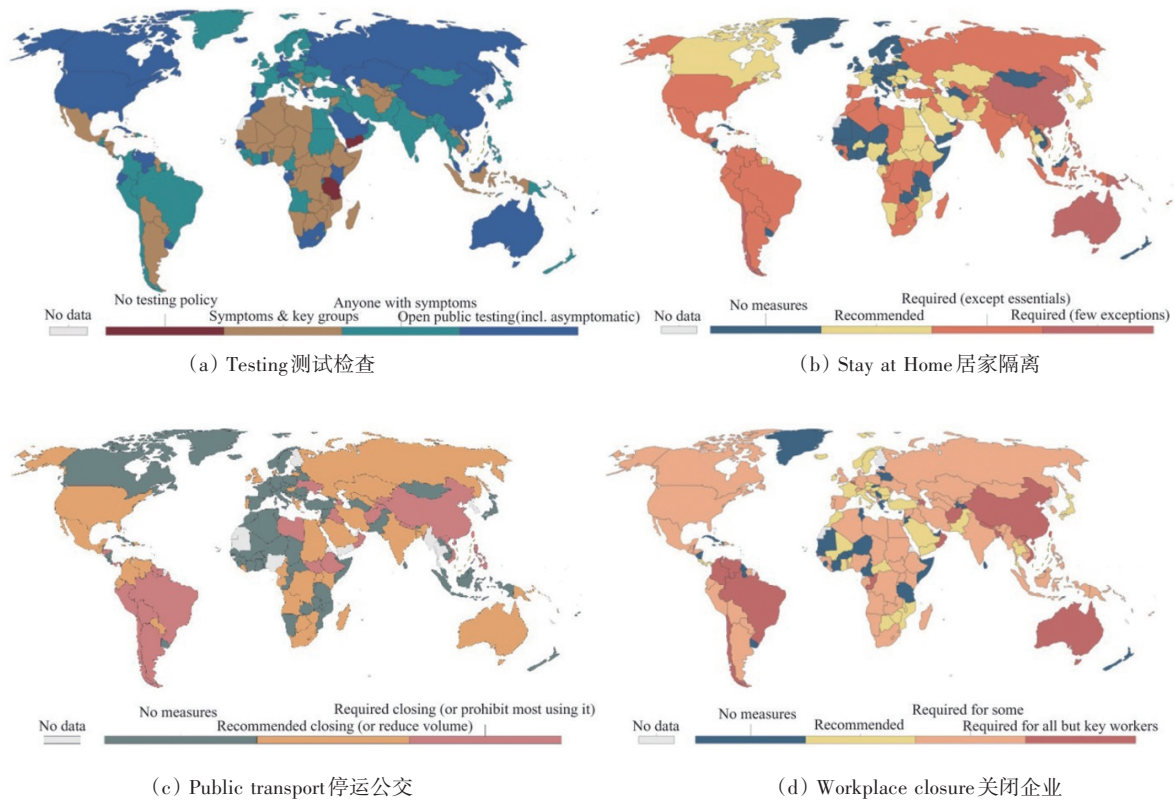 No testing policy
Anyone with symptoms
No data
Symptoms & key groups
Open public testing(incl. asymptomatic)
(a) Testing测试检查
No measures
Required (except essentials)
No data
Recommended
Required (few exceptions)
(b) Stay at Home居家隔离
No measures
Required closing (or prohibit most using it)
No data
Recommended closing (or reduce volume)
(c) Public transport停运公交
No measures
Required for some
No data
Recommended
Required for all but key workers
(d) Workplace closure关闭企业